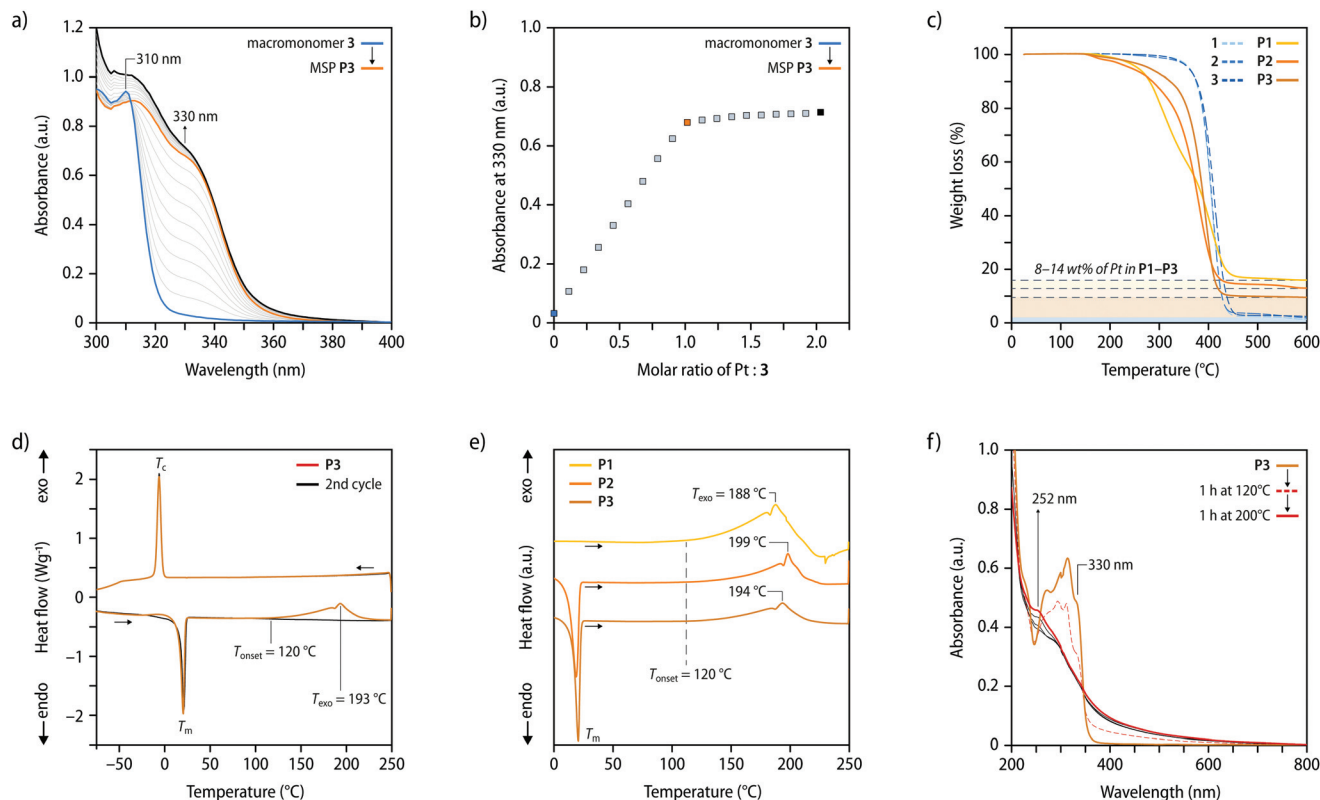 a)
1.2
1.0
0.8
0.6
0.4
0.2
0
300
320
340
360
380
400
Absorbance (a.u.)
Wavelength (nm)
macromonomer 3
MSP P3
310 nm
330 nm
b)
1.0
0.8
0.6
0.4
0.2
0
0
0.5
1.0
1.5
2.0
Absorbance at 330 nm (a.u.)
Molar ratio of Pt : 3
macromonomer 3
MSP P3
c)
100
80
60
40
20
0
0
100
200
300
400
500
600
Weight loss (%)
Temperature (°C)
1 P1
2 P2
3 P3
8–14 wt% of Pt in P1–P3
d)
exo
endo
Heat flow (Wg⁻¹)
2
1
0
−1
−2
−50
0
50
100
150
200
250
Temperature (°C)
P3
2nd cycle
Tc
Tm
Tonset = 120 °C
Texo = 193 °C
e)
exo
endo
Heat flow (a.u.)
0
50
100
150
200
250
Temperature (°C)
P1
P2
P3
Texo = 188 °C
199 °C
194 °C
Tonset = 120 °C
Tm
f)
1.0
0.8
0.6
0.4
0.2
0
200
400
600
800
Absorbance (a.u.)
Wavelength (nm)
P3
1 h at 120°C
1 h at 200°C
252 nm
330 nm